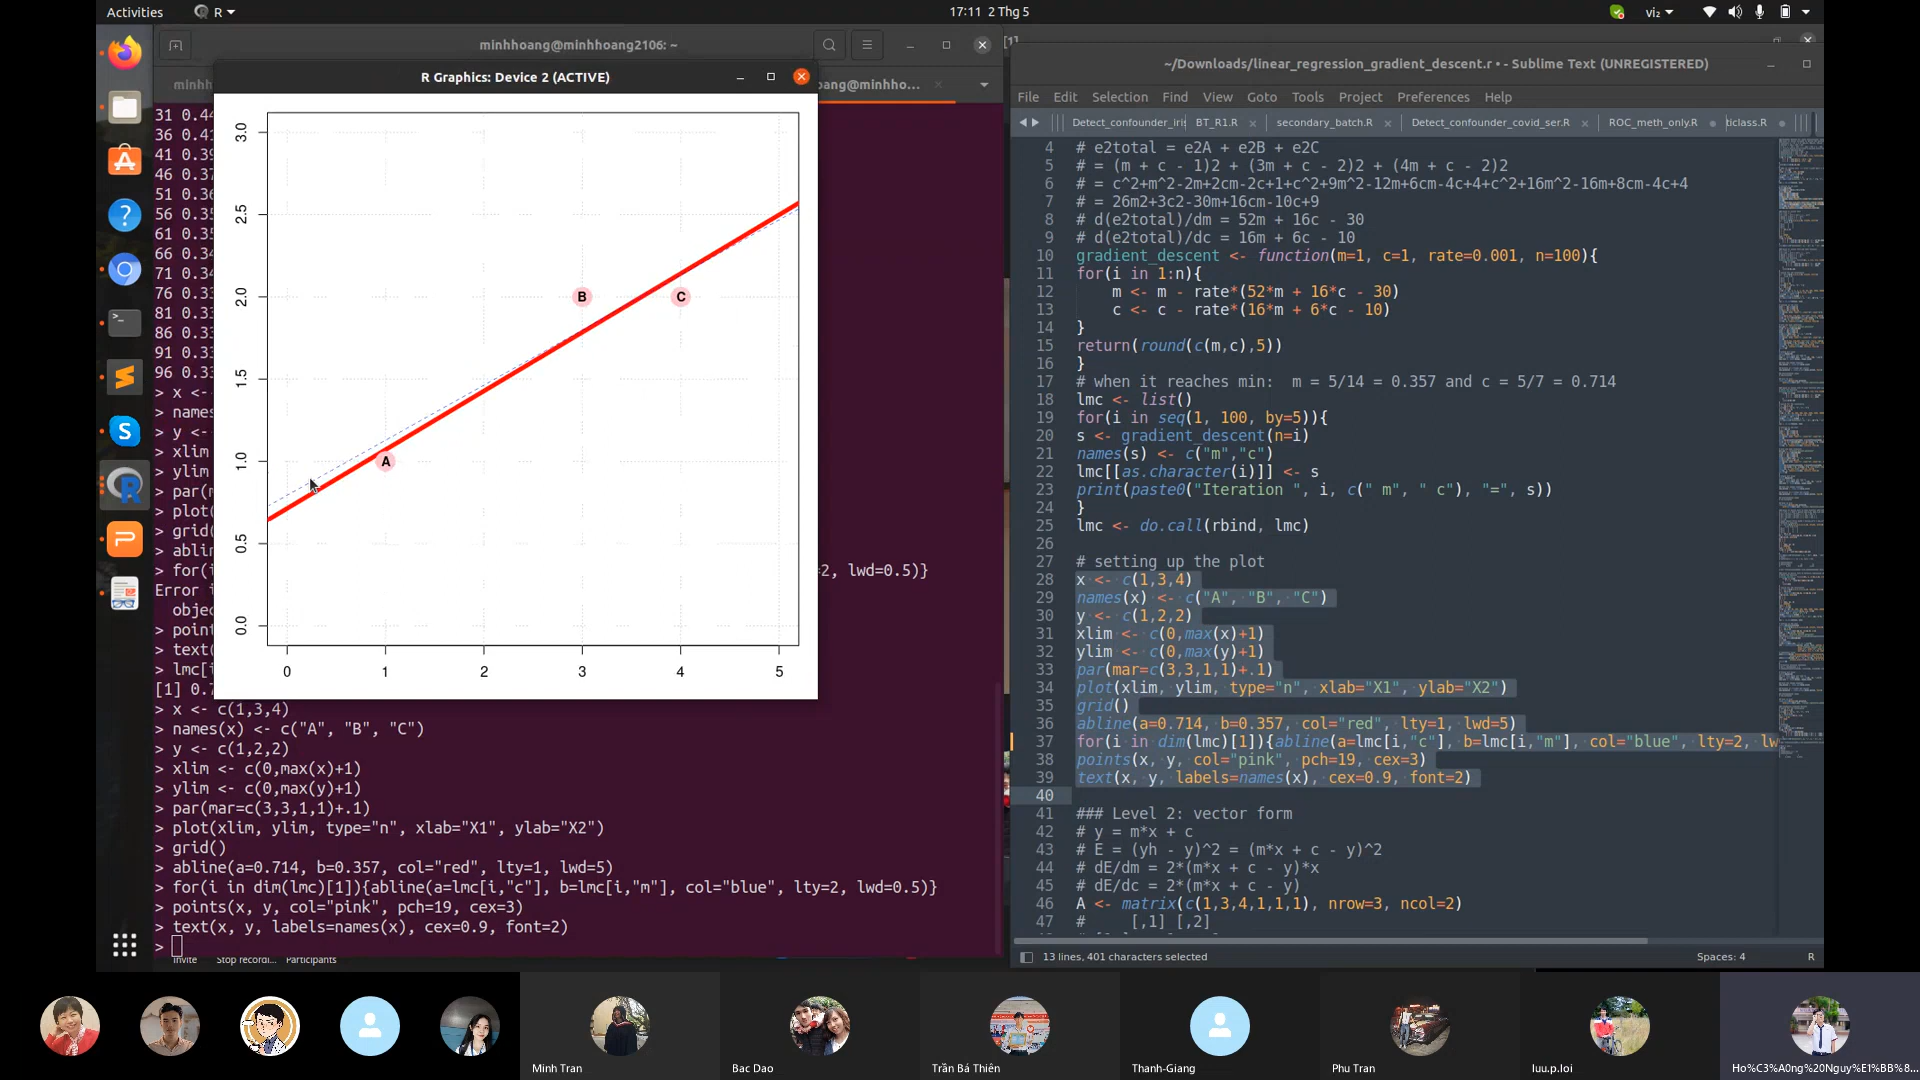 Activities
R
17:11 2 Thg 5
vi₂
minhhoang@minhhoang2106: ~
R Graphics: Device 2 (ACTIVE)
3.0
2.5
2.0
1.5
1.0
0.5
0.0
A
B
C
0 1 2 3 4 5
31 0.44
36 0.41
41 0.39
46 0.37
51 0.36
56 0.35
61 0.35
66 0.34
71 0.34
76 0.33
81 0.33
86 0.33
91 0.33
96 0.33
> x <-
> names
> y <-
> xlim
> ylim
> par(m
> plot(
> grid(
> ablin
> for(i =2, lwd=0.5)}
Error i
objec
> point
> text(
> lmc[i
[1] 0.7
> x <- c(1,3,4)
> names(x) <- c("A", "B", "C")
> y <- c(1,2,2)
> xlim <- c(0,max(x)+1)
> ylim <- c(0,max(y)+1)
> par(mar=c(3,3,1,1)+.1)
> plot(xlim, ylim, type="n", xlab="X1", ylab="X2")
> grid()
> abline(a=0.714, b=0.357, col="red", lty=1, lwd=5)
> for(i in dim(lmc)[1]){abline(a=lmc[i,"c"], b=lmc[i,"m"], col="blue", lty=2, lwd=0.5)}
> points(x, y, col="pink", pch=19, cex=3)
> text(x, y, labels=names(x), cex=0.9, font=2)
>
Invite Stop recordi... Participants
~/Downloads/linear_regression_gradient_descent.r • - Sublime Text (UNREGISTERED)
File Edit Selection Find View Goto Tools Project Preferences Help
Detect_confounder_iris BT_R1.R secondary_batch.R Detect_confounder_covid_ser.R ROC_meth_only.R ticlass.R
4 # e2total = e2A + e2B + e2C
5 # = (m + c - 1)2 + (3m + c - 2)2 + (4m + c - 2)2
6 # = c^2+m^2-2m+2cm-2c+1+c^2+9m^2-12m+6cm-4c+4+c^2+16m^2-16m+8cm-4c+4
7 # = 26m2+3c2-30m+16cm-10c+9
8 # d(e2total)/dm = 52m + 16c - 30
9 # d(e2total)/dc = 16m + 6c - 10
10 gradient_descent <- function(m=1, c=1, rate=0.001, n=100){
11 for(i in 1:n){
12 m <- m - rate*(52*m + 16*c - 30)
13 c <- c - rate*(16*m + 6*c - 10)
14 }
15 return(round(c(m,c),5))
16 }
17 # when it reaches min: m = 5/14 = 0.357 and c = 5/7 = 0.714
18 lmc <- list()
19 for(i in seq(1, 100, by=5)){
20 s <- gradient_descent(n=i)
21 names(s) <- c("m","c")
22 lmc[[as.character(i)]] <- s
23 print(paste0("Iteration ", i, c(" m", " c"), "=", s))
24 }
25 lmc <- do.call(rbind, lmc)
26
27 # setting up the plot
28 x <- c(1,3,4)
29 names(x) <- c("A", "B", "C")
30 y <- c(1,2,2)
31 xlim <- c(0,max(x)+1)
32 ylim <- c(0,max(y)+1)
33 par(mar=c(3,3,1,1)+.1)
34 plot(xlim, ylim, type="n", xlab="X1", ylab="X2")
35 grid()
36 abline(a=0.714, b=0.357, col="red", lty=1, lwd=5)
37 for(i in dim(lmc)[1]){abline(a=lmc[i,"c"], b=lmc[i,"m"], col="blue", lty=2, lw
38 points(x, y, col="pink", pch=19, cex=3)
39 text(x, y, labels=names(x), cex=0.9, font=2)
40
41 ### Level 2: vector form
42 # y = m*x + c
43 # E = (yh - y)^2 = (m*x + c - y)^2
44 # dE/dm = 2*(m*x + c - y)*x
45 # dE/dc = 2*(m*x + c - y)
46 A <- matrix(c(1,3,4,1,1,1), nrow=3, ncol=2)
47 # [,1] [,2]
13 lines, 401 characters selected
Spaces: 4
R
Minh Tran
Bac Dao
Trần Bá Thiên
Thanh-Giang
Phu Tran
luu.p.loi
Ho%C3%A0ng%20Nguy%E1%BB%8...